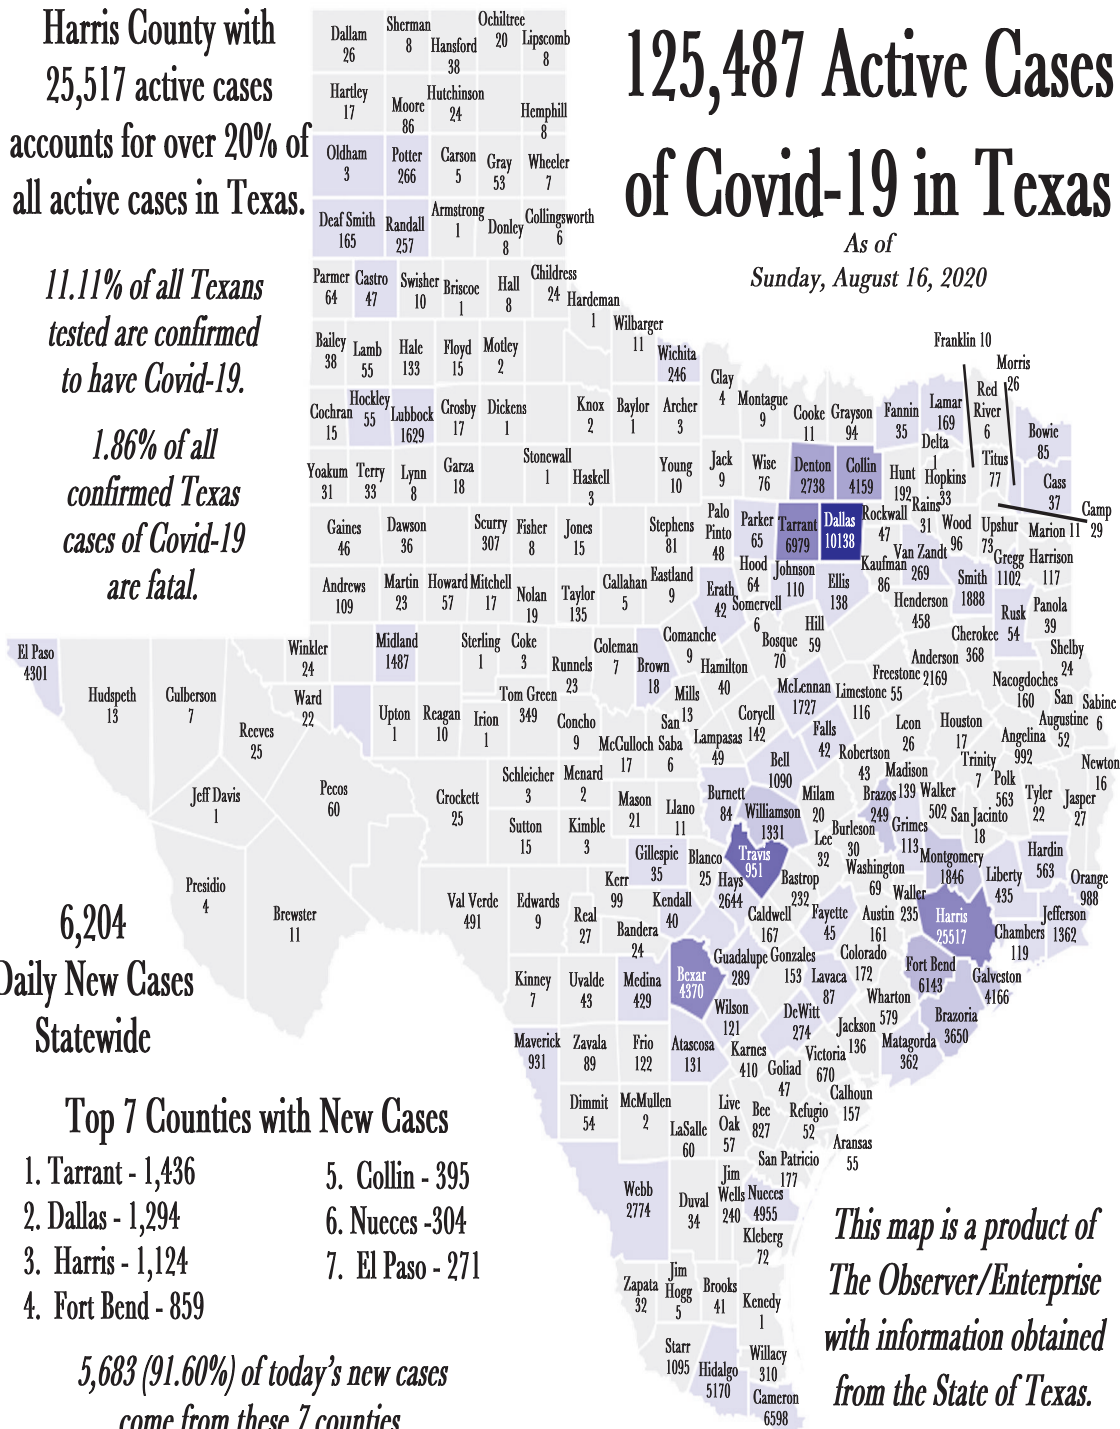 Harris County with
25,517 active cases
accounts for over 20% of
all active cases in Texas.
11.11% of all Texans
tested are confirmed
to have Covid-19.
1.86% of all
confirmed Texas
cases of Covid-19
are fatal.
125,487 Active Cases
of Covid-19 in Texas
As of
Sunday, August 16, 2020
Dallam
26
Sherman
8
Hansford
38
Ochiltree
20
Lipscomb
8
Hartley
17
Moore
86
Hutchinson
24
Hemphill
8
Oldham
3
Potter
266
Carson
5
Gray
53
Wheeler
7
Deaf Smith
165
Randall
257
Armstrong
1
Donley
8
Collingsworth
6
Parmer
64
Castro
47
Swisher
10
Briscoe
1
Hall
8
Childress
24
Hardeman
1
Wilbarger
11
Wichita
246
Bailey
38
Lamb
55
Hale
133
Floyd
15
Motley
2
Clay
4
Montague
9
Cooke
11
Grayson
94
Fannin
35
Lamar
169
Franklin 10
Morris
26
Red
River
6
Titus
77
Bowie
85
Cass
37
Camp
29
Marion 11
Delta
1
Hopkins
33
Cochran
15
Hockley
55
Lubbock
1629
Crosby
17
Dickens
1
Knox
2
Baylor
1
Archer
3
Yoakum
31
Terry
33
Lynn
8
Garza
18
Stonewall
1
Haskell
3
Young
10
Jack
9
Wise
76
Denton
2738
Collin
4159
Hunt
192
Rains
31
Gaines
46
Dawson
36
Scurry
307
Fisher
8
Jones
15
Stephens
81
Palo
Pinto
48
Parker
65
Tarrant
6979
Dallas
10138
Rockwall
47
Wood
96
Upshur
73
Kaufman
86
Van Zandt
269
Gregg
1102
Harrison
117
Andrews
109
Martin
23
Howard
57
Mitchell
17
Nolan
19
Taylor
135
Callahan
5
Eastland
9
Erath
42
Hood
64
Somervell
6
Johnson
110
Ellis
138
Henderson
458
Smith
1888
Rusk
54
Panola
39
El Paso
4301
Hudspeth
13
Culberson
7
Reeves
25
Winkler
24
Ward
22
Midland
1487
Sterling
1
Coke
3
Runnels
23
Coleman
7
Brown
18
Comanche
9
Hamilton
40
Bosque
70
Hill
59
Freestone 55
Anderson
2169
Cherokee
368
Shelby
24
Nacogdoches
160
San
Augustine
52
Sabine
6
Upton
1
Reagan
10
Irion
1
Tom Green
349
Concho
9
McCulloch
17
San
Saba
6
Mills
13
Lampasas
49
Coryell
142
McLennan
1727
Limestone
116
Falls
42
Leon
26
Houston
17
Angelina
992
Newton
16
Jeff Davis
1
Pecos
60
Crockett
25
Schleicher
3
Menard
2
Mason
21
Llano
11
Burnett
84
Bell
1090
Robertson
43
Madison
139
Trinity
7
Polk
563
Tyler
22
Jasper
27
Presidio
4
Brewster
11
Sutton
15
Kimble
3
Gillespie
35
Blanco
25
Williamson
1331
Travis
951
Milam
20
Lee
32
Burleson
30
Brazos
249
Grimes
113
Walker
502
San Jacinto
18
Hardin
563
Orange
988
Val Verde
491
Edwards
9
Real
27
Kerr
99
Kendall
40
Bandera
24
Hays
2644
Bastrop
232
Caldwell
167
Fayette
45
Washington
69
Austin
161
Waller
235
Montgomery
1846
Liberty
435
Jefferson
1362
Harris
25517
Chambers
119
Kinney
7
Uvalde
43
Medina
429
Bexar
4370
Guadalupe
289
Gonzales
153
Lavaca
87
Colorado
172
Fort Bend
6143
Galveston
4166
Wilson
121
DeWitt
274
Wharton
579
Brazoria
3650
Maverick
931
Zavala
89
Frio
122
Atascosa
131
Karnes
410
Goliad
47
Victoria
670
Jackson
136
Matagorda
362
Dimmit
54
McMullen
2
LaSalle
60
Live
Oak
57
Bee
827
Refugio
52
Calhoun
157
Aransas
55
San Patricio
177
Webb
2774
Duval
34
Jim
Wells
240
Nueces
4955
Kleberg
72
Zapata
32
Jim
Hogg
5
Brooks
41
Kenedy
1
Starr
1095
Hidalgo
5170
Willacy
310
Cameron
6598
6,204
Daily New Cases
Statewide
Top 7 Counties with New Cases
1. Tarrant - 1,436
2. Dallas - 1,294
3. Harris - 1,124
4. Fort Bend - 859
5. Collin - 395
6. Nueces -304
7. El Paso - 271
5,683 (91.60%) of today's new cases
come from these 7 counties
This map is a product of
The Observer/Enterprise
with information obtained
from the State of Texas.